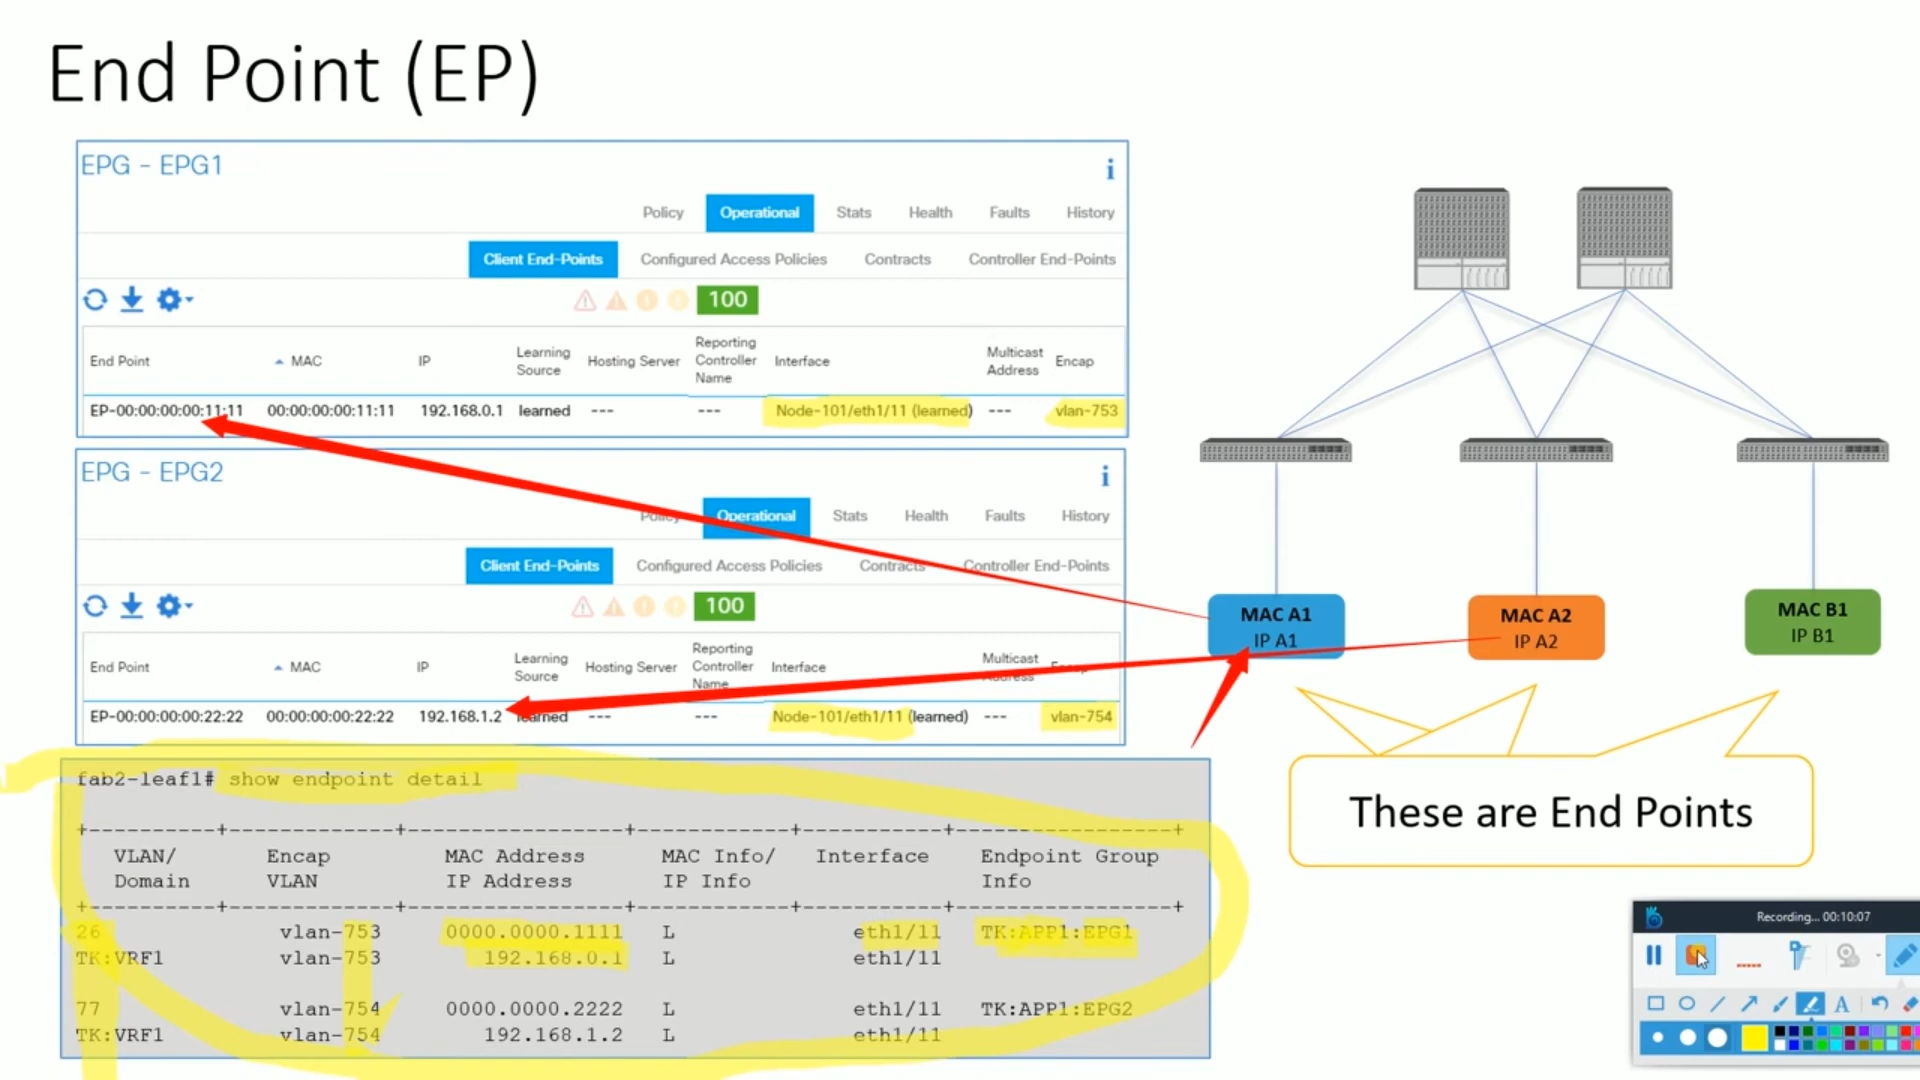 End Point (EP)
EPG - EPG1
i
Policy Operational Stats Health Faults History
Client End-Points Configured Access Policies Contracts Controller End-Points
100
End Point MAC IP Learning Source Hosting Server Reporting Controller Name Interface Multicast Address Encap
EP-00:00:00:00:11:11 00:00:00:00:11:11 192.168.0.1 learned --- --- Node-101/eth1/11 (learned) --- vlan-753
EPG - EPG2
i
Policy Operational Stats Health Faults History
Client End-Points Configured Access Policies Contracts Controller End-Points
100
End Point MAC IP Learning Source Hosting Server Reporting Controller Name Interface Multicast Address Encap
EP-00:00:00:00:22:22 00:00:00:00:22:22 192.168.1.2 learned --- --- Node-101/eth1/11 (learned) --- vlan-754
fab2-leaf1# show endpoint detail
+----------+---------------+--------------------+-------------+-------------+------------------+
VLAN/ Encap MAC Address MAC Info/ Interface Endpoint Group
Domain VLAN IP Address IP Info Info
+----------+---------------+--------------------+-------------+-------------+------------------+
26 vlan-753 0000.0000.1111 L eth1/11 TK:APP1:EPG1
TK:VRF1 vlan-753 192.168.0.1 L eth1/11
77 vlan-754 0000.0000.2222 L eth1/11 TK:APP1:EPG2
TK:VRF1 vlan-754 192.168.1.2 L eth1/11
MAC A1
IP A1
MAC A2
IP A2
MAC B1
IP B1
These are End Points
Recording... 00:10:07
A